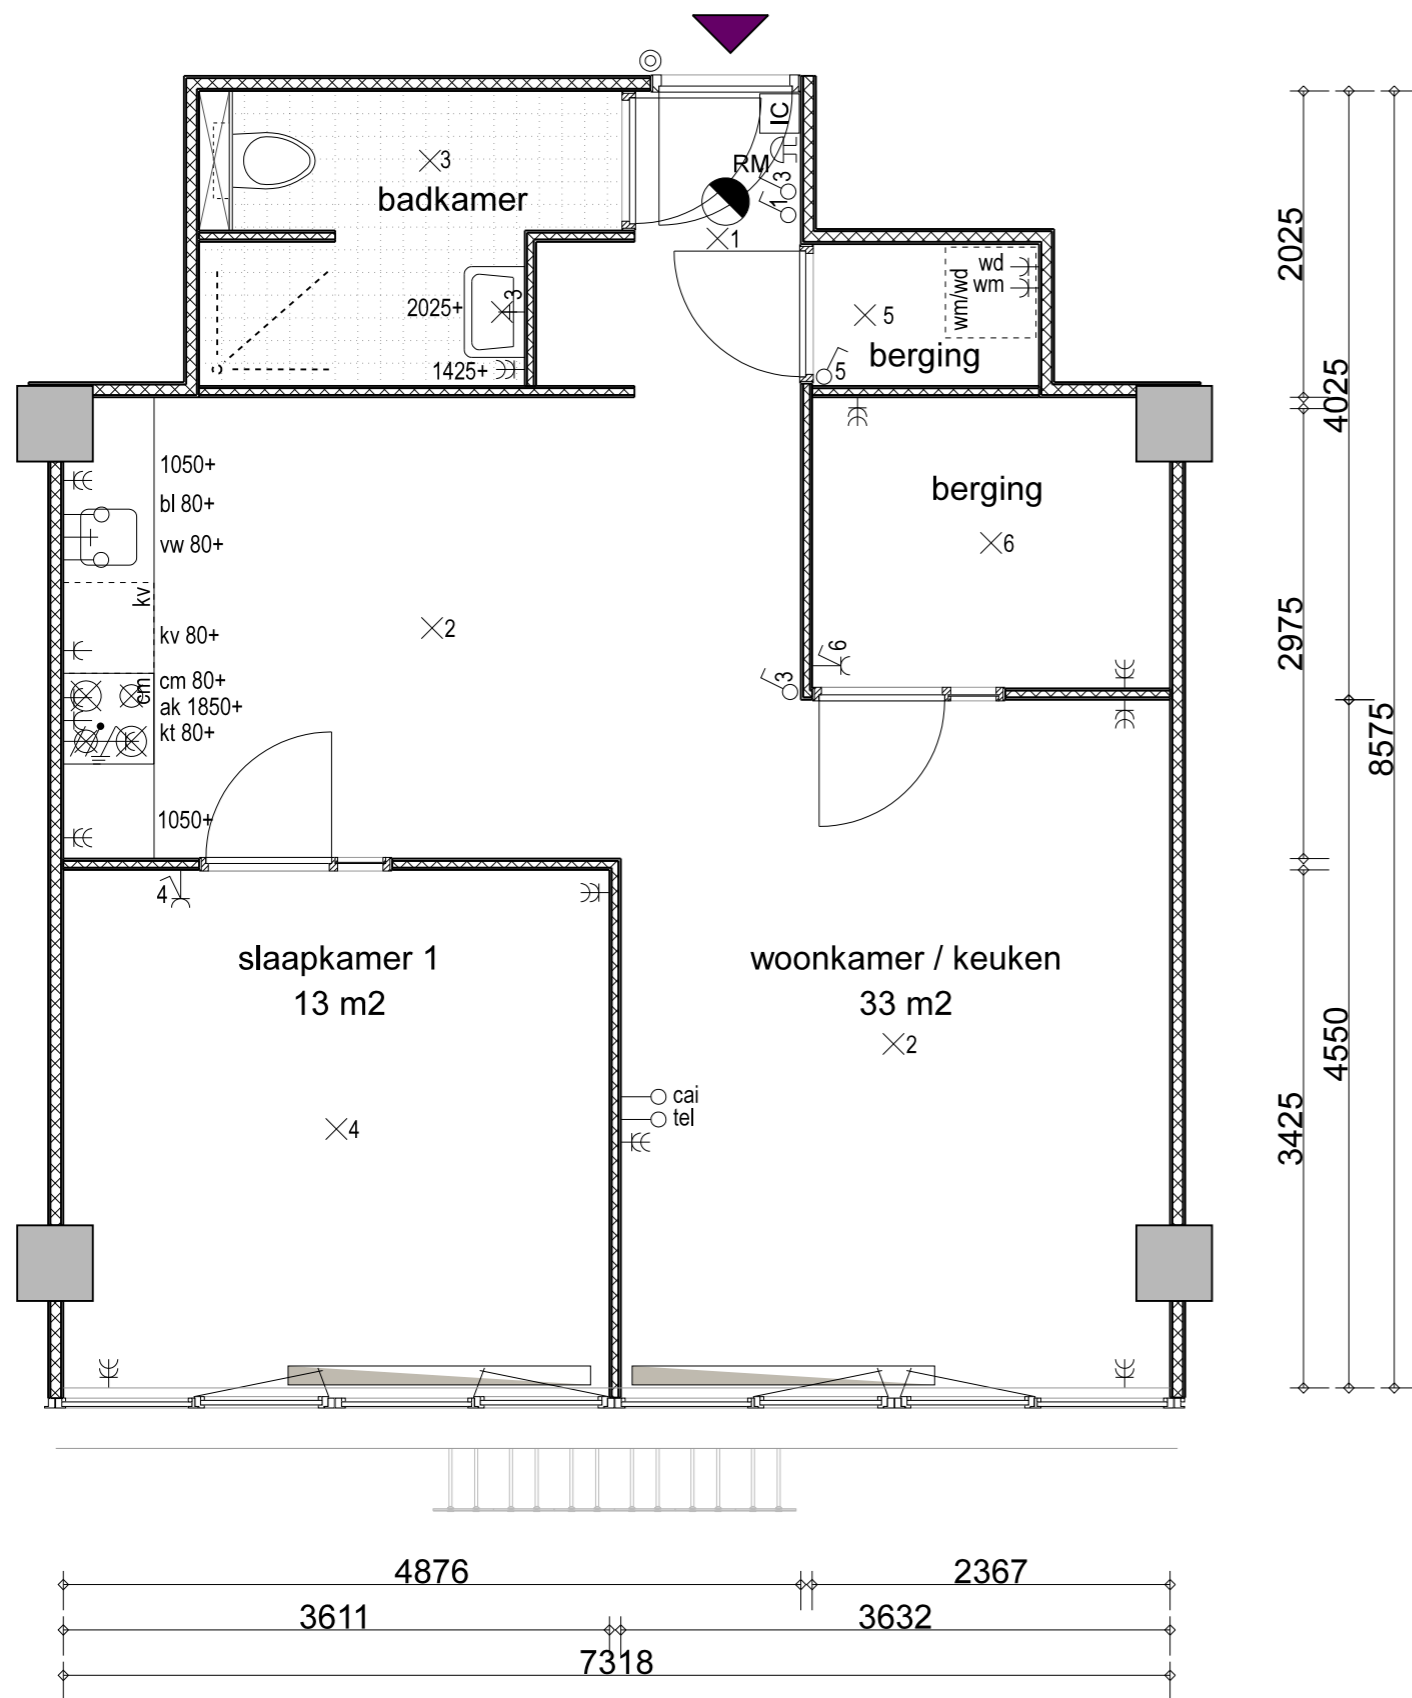 IC
RM
3
1
3
badkamer
1
2025+
3
1425+
wd
wm
wm/wd
5
berging
5
2025
4025
8575
1050+
bl 80+
vw 80+
kv
kv 80+
cm
cm 80+
ak 1850+
kt 80+
1050+
2
berging
6
6
3
2975
4
slaapkamer 1
13 m2
4
woonkamer / keuken
33 m2
2
cai
tel
4550
3425
4876
2367
3611
3632
7318